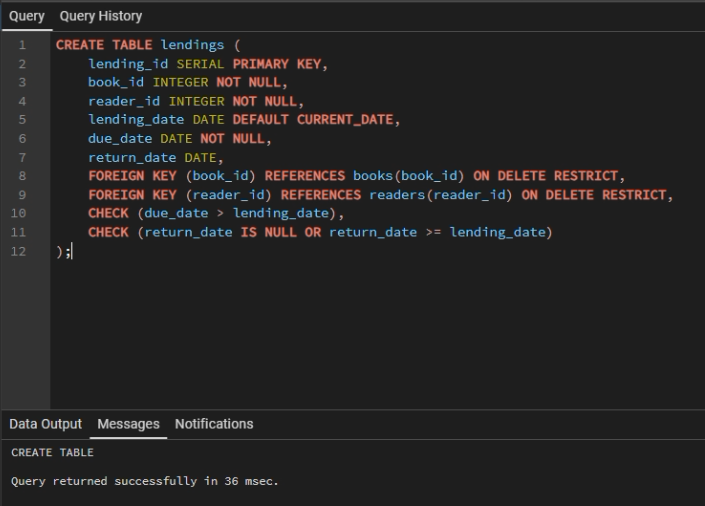 Query Query History
1 CREATE TABLE lendings (
2     lending_id SERIAL PRIMARY KEY,
3     book_id INTEGER NOT NULL,
4     reader_id INTEGER NOT NULL,
5     lending_date DATE DEFAULT CURRENT_DATE,
6     due_date DATE NOT NULL,
7     return_date DATE,
8     FOREIGN KEY (book_id) REFERENCES books(book_id) ON DELETE RESTRICT,
9     FOREIGN KEY (reader_id) REFERENCES readers(reader_id) ON DELETE RESTRICT,
10     CHECK (due_date > lending_date),
11     CHECK (return_date IS NULL OR return_date >= lending_date)
12 );
Data Output Messages Notifications
CREATE TABLE
Query returned successfully in 36 msec.